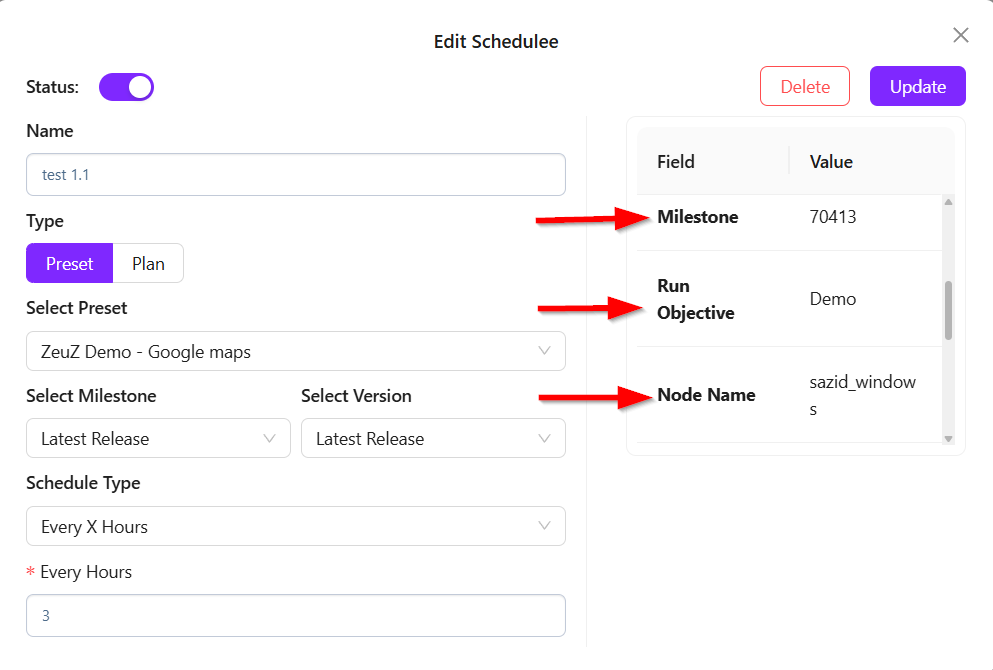 Edit Schedulee
Status:
Delete
Update
Name
test 1.1
Type
Preset
Plan
Select Preset
ZeuZ Demo - Google maps
Select Milestone
Select Version
Latest Release
Latest Release
Schedule Type
Every X Hours
* Every Hours
3
Field
Value
Milestone
70413
Run
Objective
Demo
Node Name
sazid_window
s